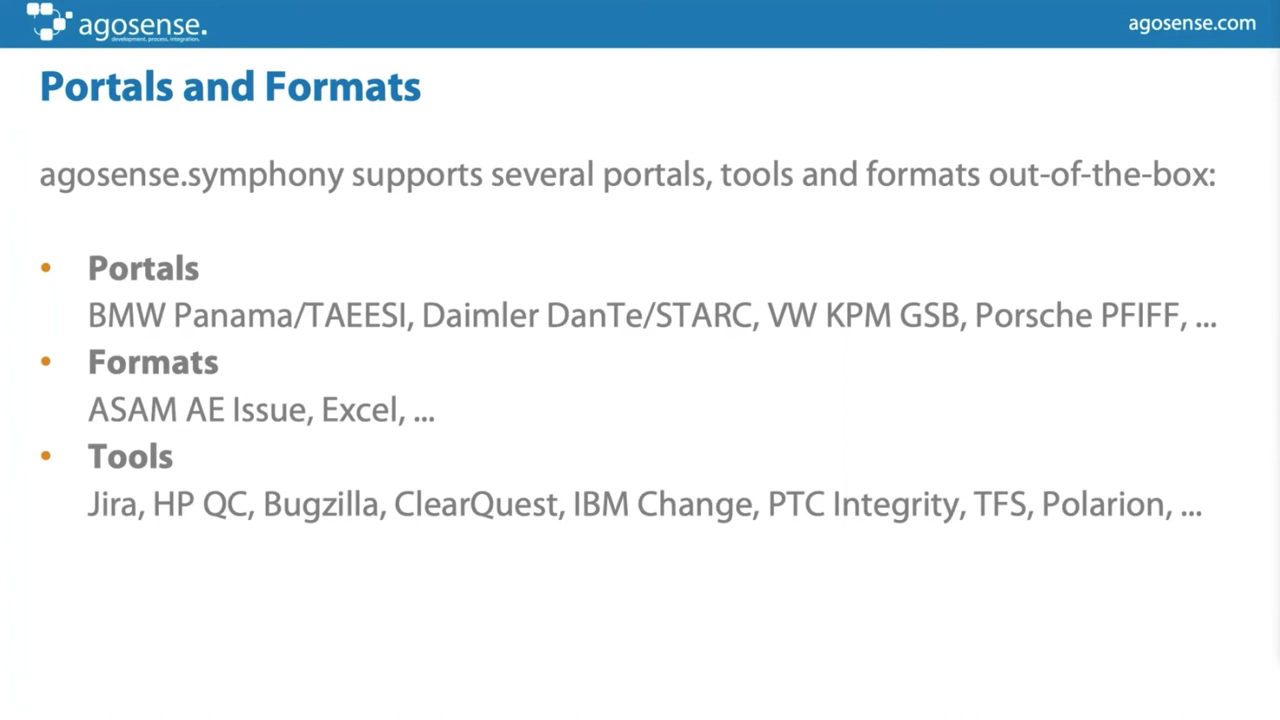 agosense.
development. process. integration.
agosense.com
Portals and Formats
agosense.symphony supports several portals, tools and formats out-of-the-box:
• Portals
BMW Panama/TAEESI, Daimler DanTe/STARC, VW KPM GSB, Porsche PFIFF, ...
• Formats
ASAM AE Issue, Excel, ...
• Tools
Jira, HP QC, Bugzilla, ClearQuest, IBM Change, PTC Integrity, TFS, Polarion, ...